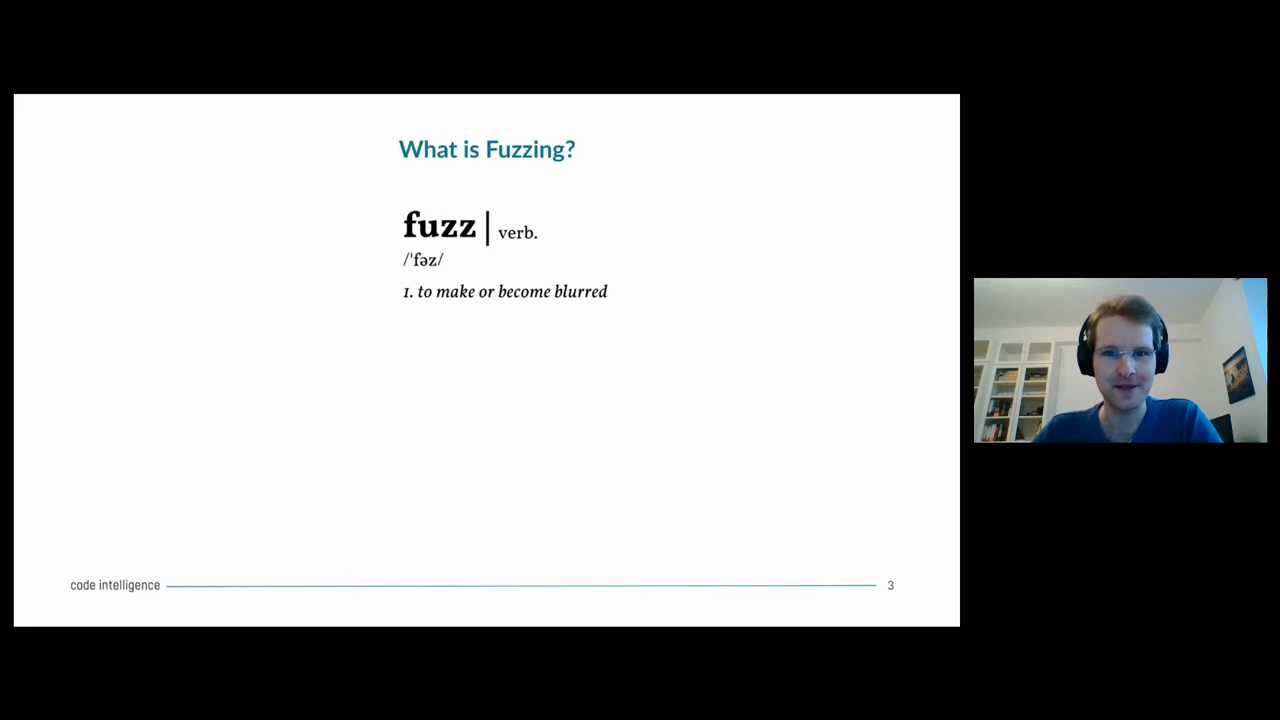 What is Fuzzing?
fuzz | verb.
/ˈfəz/
1. to make or become blurred
code intelligence 3